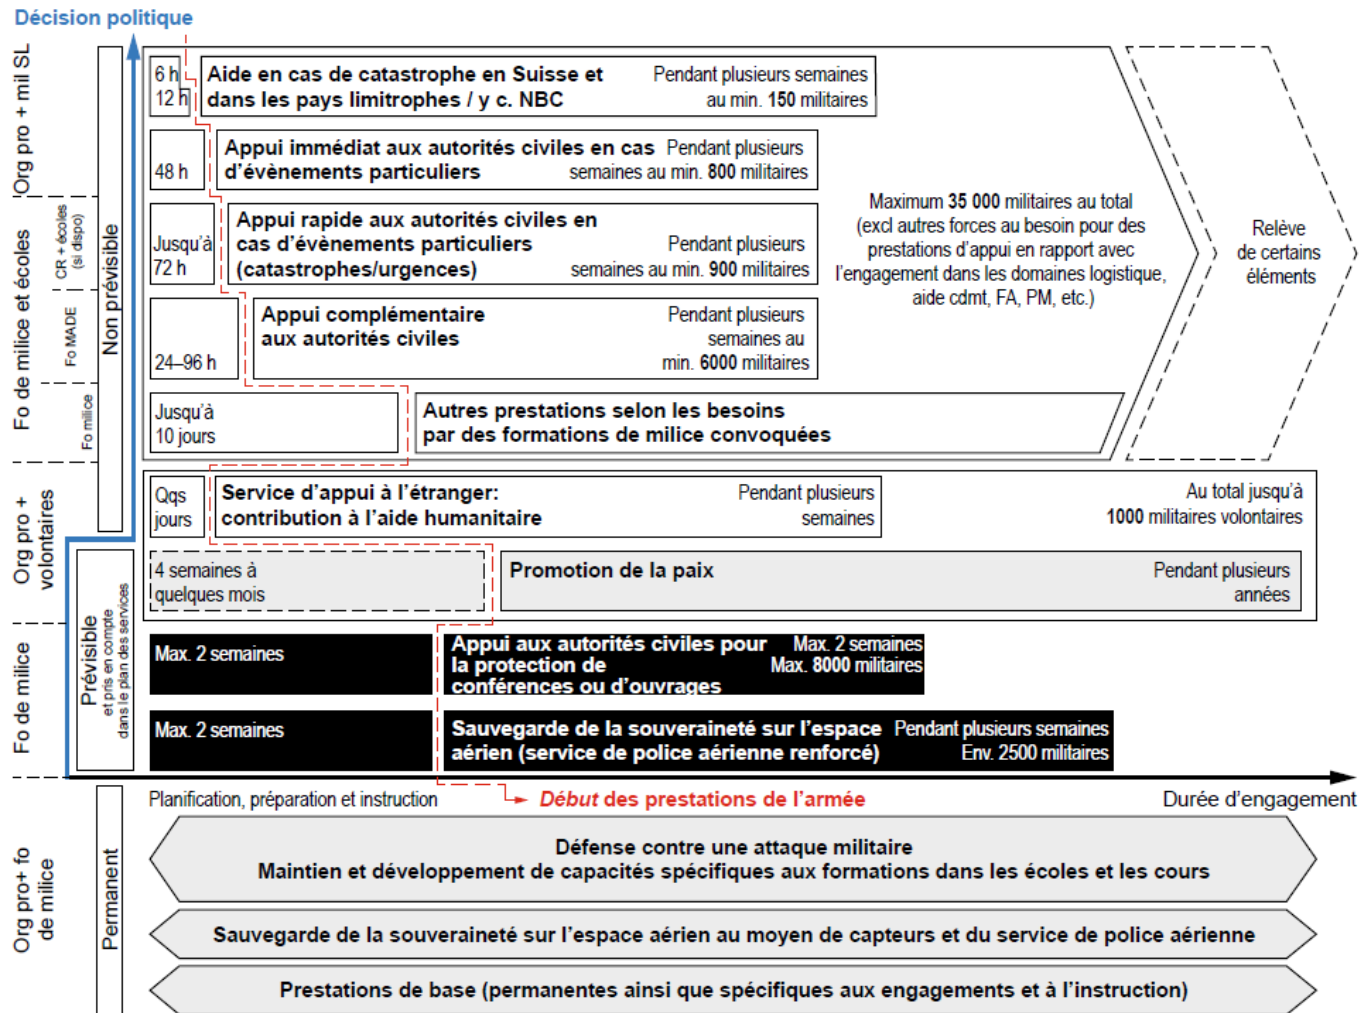 Décision politique
Org pro + mil SL
Non prévisible
6 h
12 h
Aide en cas de catastrophe en Suisse et
dans les pays limitrophes / y c. NBC
Pendant plusieurs semaines
au min. 150 militaires
48 h
Appui immédiat aux autorités civiles en cas
d'évènements particuliers
Pendant plusieurs
semaines au min. 800 militaires
Fo de milice et écoles
CR + écoles
(si dispo)
Jusqu'à
72 h
Appui rapide aux autorités civiles en
cas d'évènements particuliers
(catastrophes/urgences)
Pendant plusieurs
semaines au min. 900 militaires
Fo MADE
24–96 h
Appui complémentaire
aux autorités civiles
Pendant plusieurs
semaines au
min. 6000 militaires
Fo milice
Jusqu'à
10 jours
Autres prestations selon les besoins
par des formations de milice convoquées
Maximum 35 000 militaires au total
(excl autres forces au besoin pour des
prestations d'appui en rapport avec
l'engagement dans les domaines logistique,
aide cdmt, FA, PM, etc.)
Relève
de certains
éléments
Org pro +
volontaires
Qqs
jours
Service d'appui à l'étranger:
contribution à l'aide humanitaire
Pendant plusieurs
semaines
Au total jusqu'à
1000 militaires volontaires
Prévisible
et pris en compte
dans le plan des services
4 semaines à
quelques mois
Promotion de la paix
Pendant plusieurs
années
Fo de milice
Max. 2 semaines
Appui aux autorités civiles pour
la protection de
conférences ou d'ouvrages
Max. 2 semaines
Max. 8000 militaires
Max. 2 semaines
Sauvegarde de la souveraineté sur l'espace
aérien (service de police aérienne renforcé)
Pendant plusieurs semaines
Env. 2500 militaires
Planification, préparation et instruction
Début des prestations de l'armée
Durée d'engagement
Org pro+ fo
de milice
Permanent
Défense contre une attaque militaire
Maintien et développement de capacités spécifiques aux formations dans les écoles et les cours
Sauvegarde de la souveraineté sur l'espace aérien au moyen de capteurs et du service de police aérienne
Prestations de base (permanentes ainsi que spécifiques aux engagements et à l'instruction)